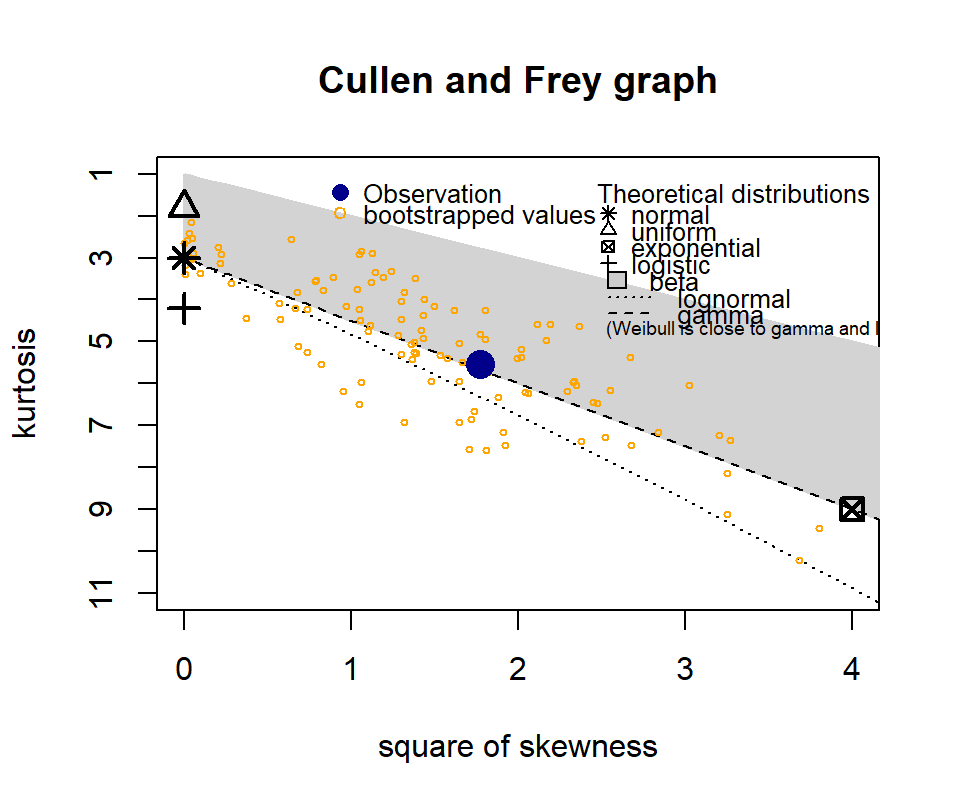 Cullen and Frey graph
Observation
bootstrapped values
Theoretical distributions
normal
uniform
exponential
logistic
beta
lognormal
gamma
(Weibull is close to gamma and l
kurtosis
1
3
5
7
9
11
0 1 2 3 4
square of skewness